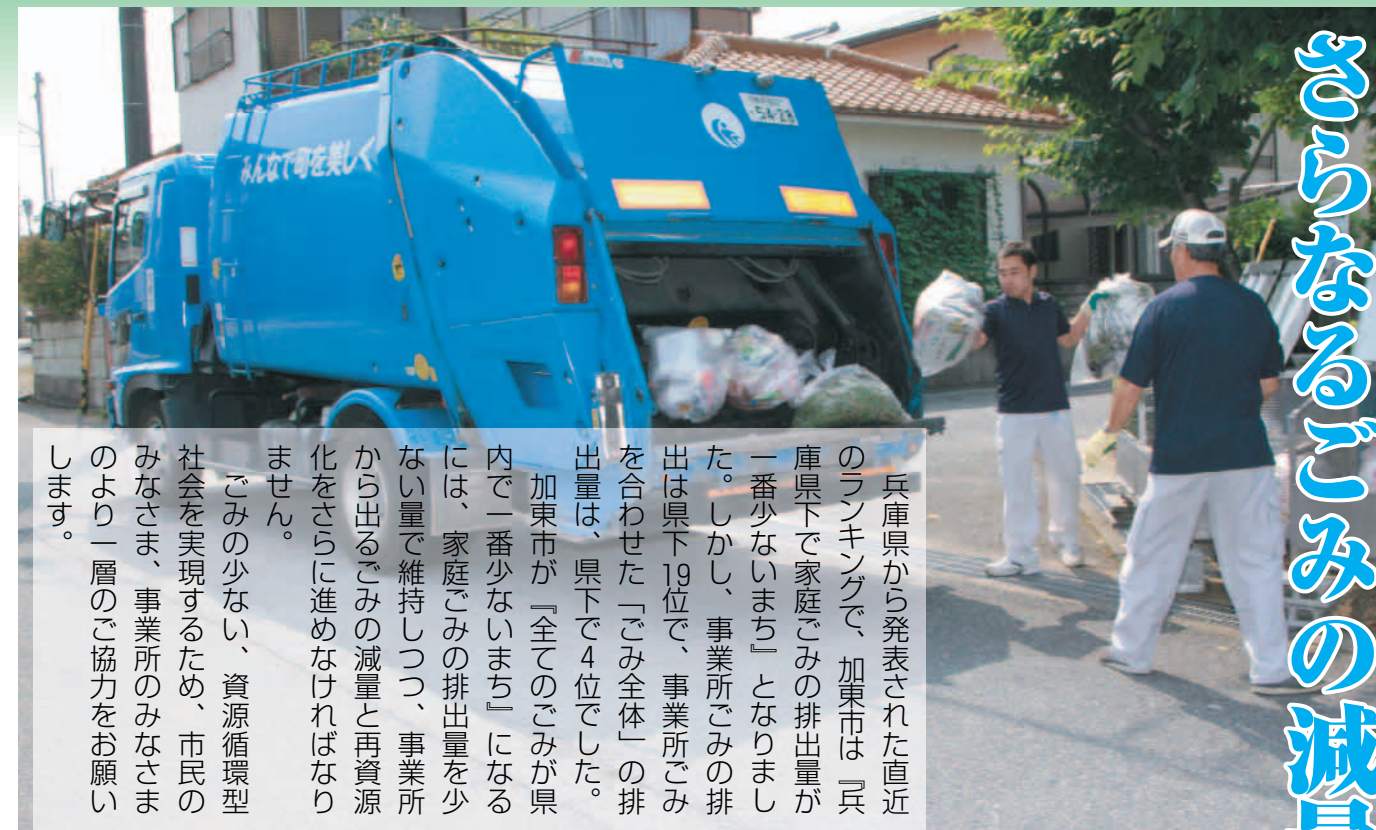 さらなるごみの減
兵庫県から発表された直近
のランキングで、加東市は『兵
庫県下で家庭ごみの排出量が
一番少ないまち』となりまし
た。しかし、事業所ごみの排
出は県下19位で、事業所ごみ
を合わせた「ごみ全体」の排
出量は、県下で4位でした。
加東市が『全てのごみが県
内で一番少ないまち』になる
には、家庭ごみの排出量を少
ない量で維持しつつ、事業所
から出るごみの減量と再資源
化をさらに進めなければなり
ません。
ごみの少ない、資源循環型
社会を実現するため、市民の
みなさま、事業所のみなさま
のより一層のご協力をお願い
します。
みんなで町を美しく
54-28